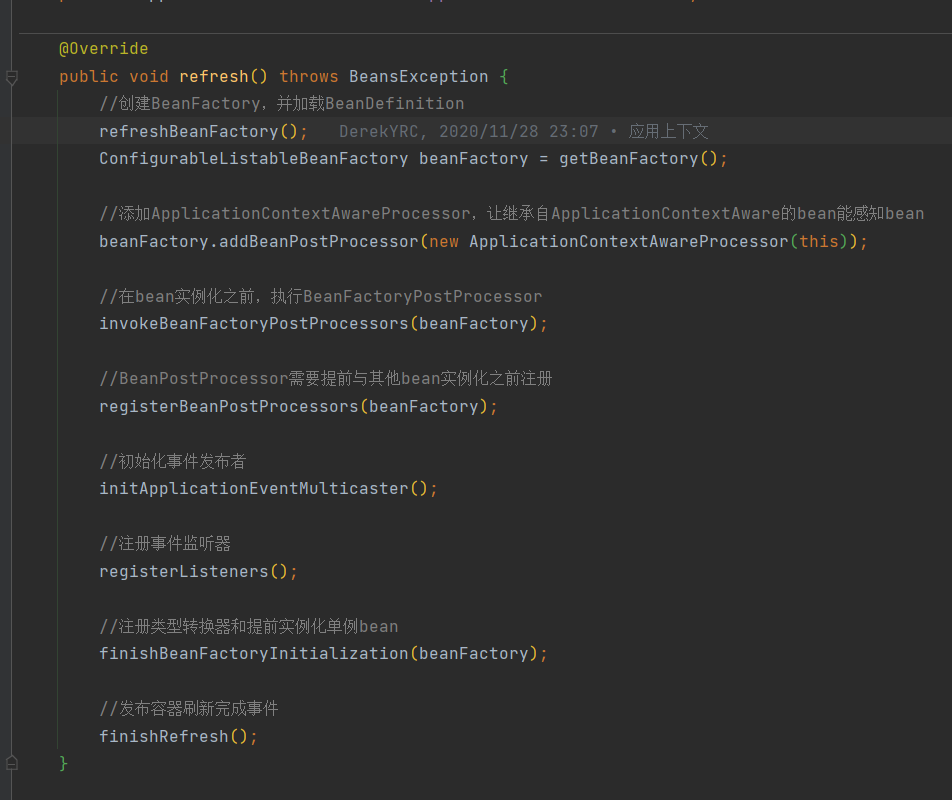 @Override
public void refresh() throws BeansException {
//创建BeanFactory，并加载BeanDefinition
refreshBeanFactory(); DerekYRC, 2020/11/28 23:07 • 应用上下文
ConfigurableListableBeanFactory beanFactory = getBeanFactory();
//添加ApplicationContextAwareProcessor，让继承自ApplicationContextAware的bean能感知bean
beanFactory.addBeanPostProcessor(new ApplicationContextAwareProcessor(this));
//在bean实例化之前，执行BeanFactoryPostProcessor
invokeBeanFactoryPostProcessors(beanFactory);
//BeanPostProcessor需要提前与其他bean实例化之前注册
registerBeanPostProcessors(beanFactory);
//初始化事件发布者
initApplicationEventMulticaster();
//注册事件监听器
registerListeners();
//注册类型转换器和提前实例化单例bean
finishBeanFactoryInitialization(beanFactory);
//发布容器刷新完成事件
finishRefresh();
}